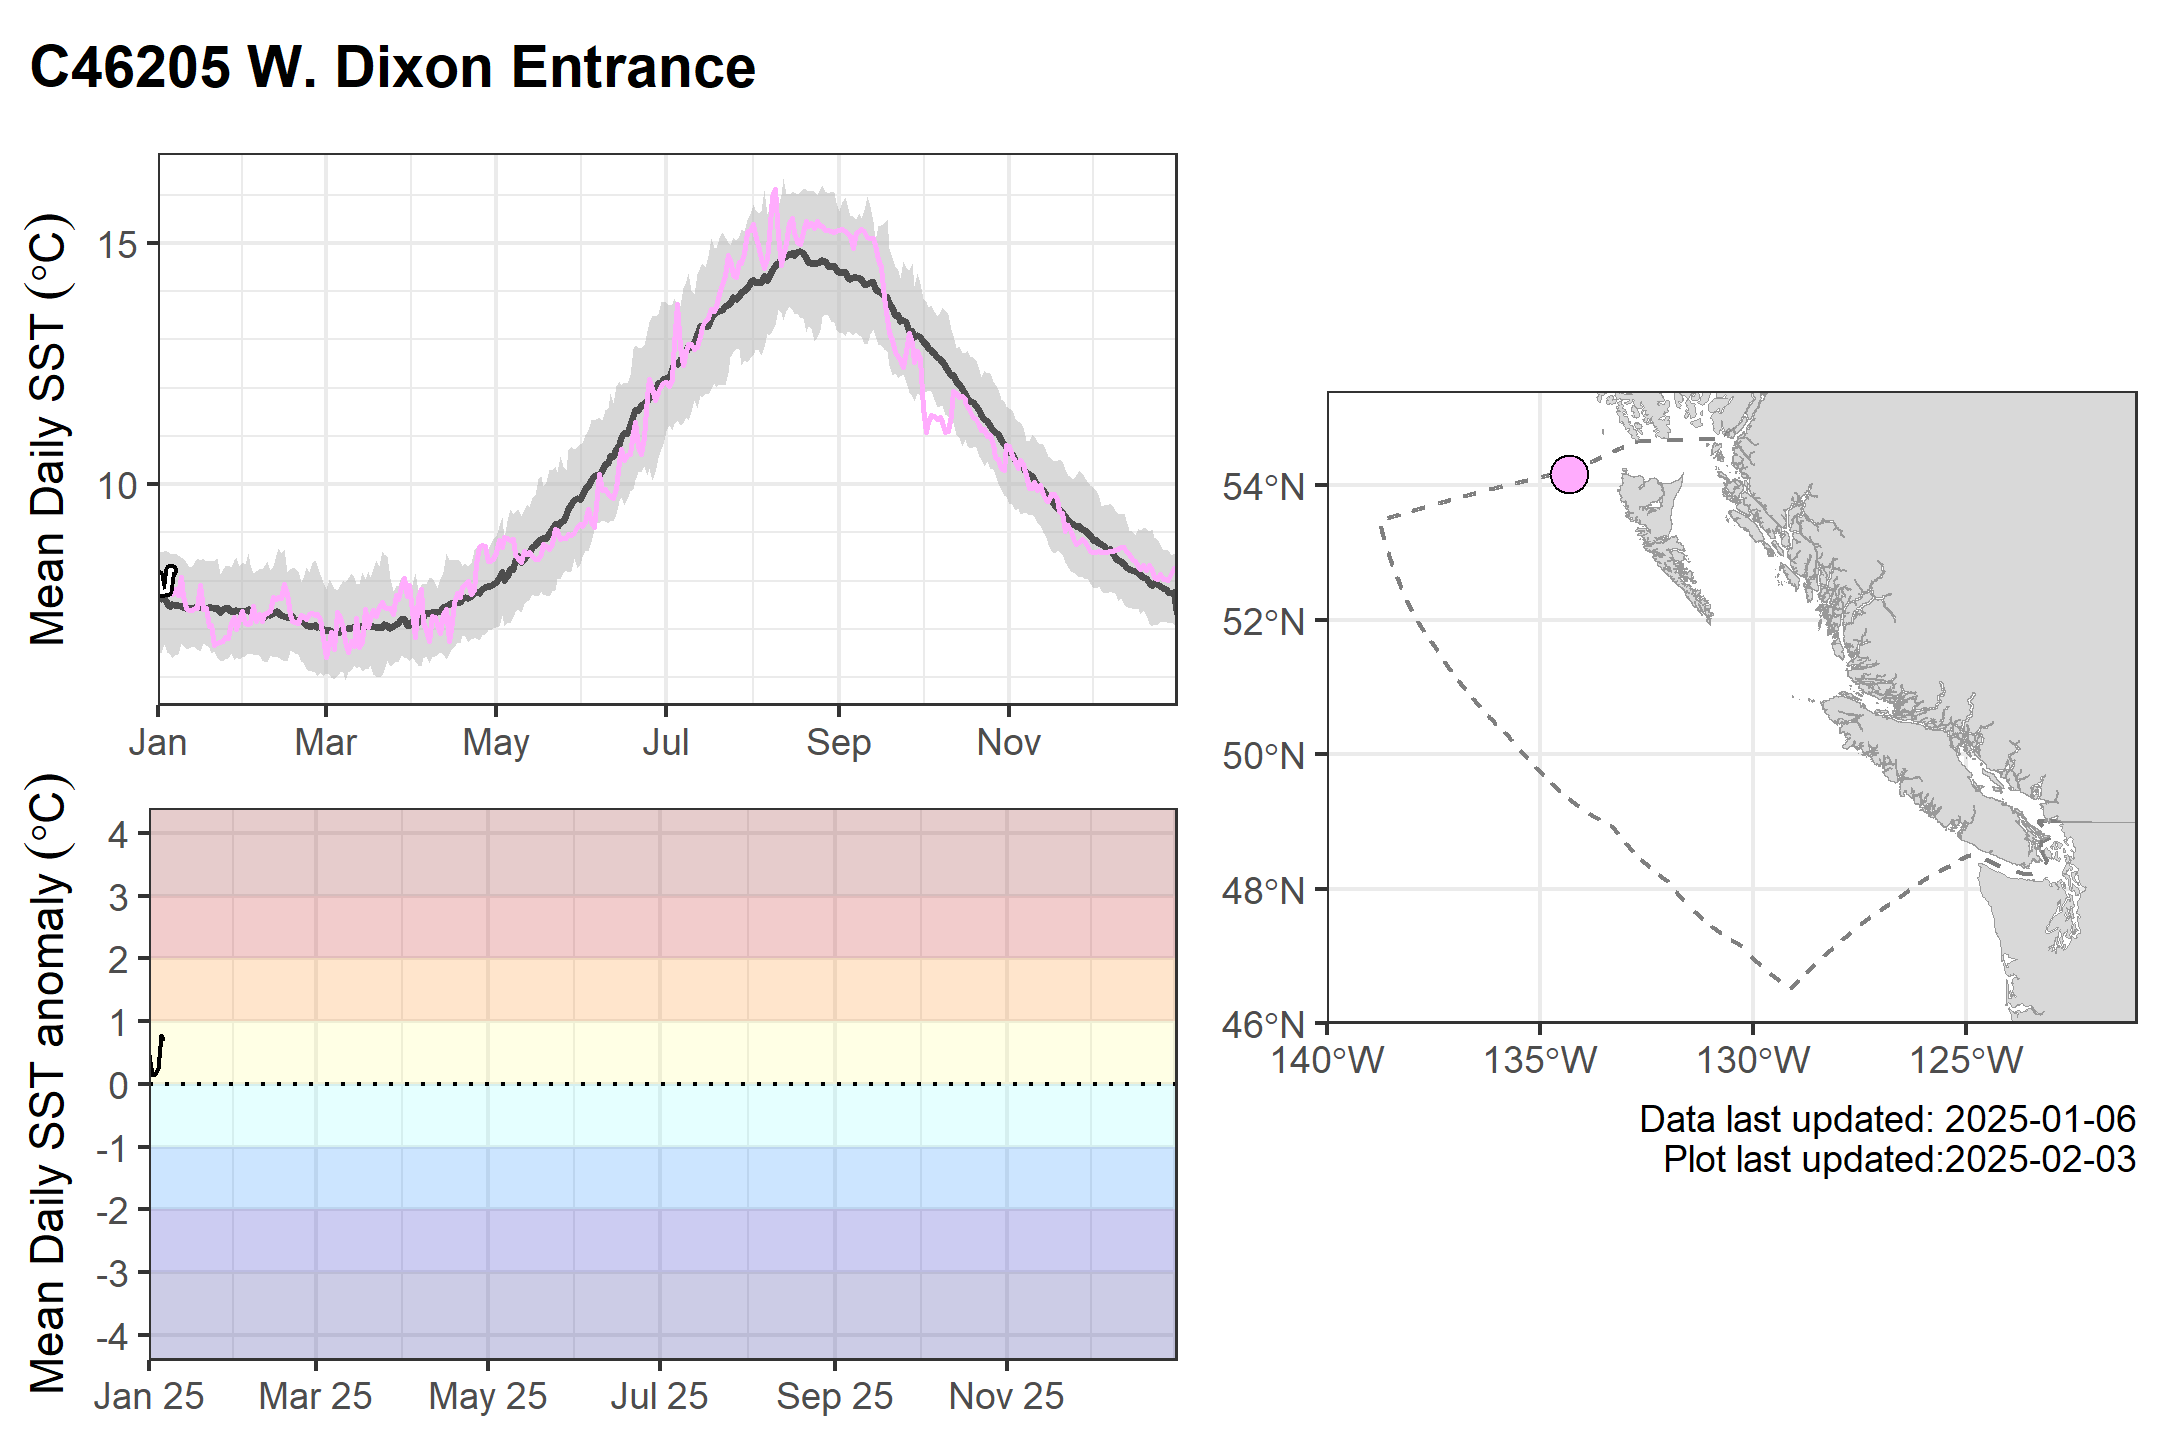 C46205 W. Dixon Entrance
Mean Daily SST (°C)
15
10
Jan Mar May Jul Sep Nov
Mean Daily SST anomaly (°C)
4
3
2
1
0
-1
-2
-3
-4
Jan 25 Mar 25 May 25 Jul 25 Sep 25 Nov 25
54°N
52°N
50°N
48°N
46°N
140°W 135°W 130°W 125°W
Data last updated: 2025-01-06
Plot last updated:2025-02-03